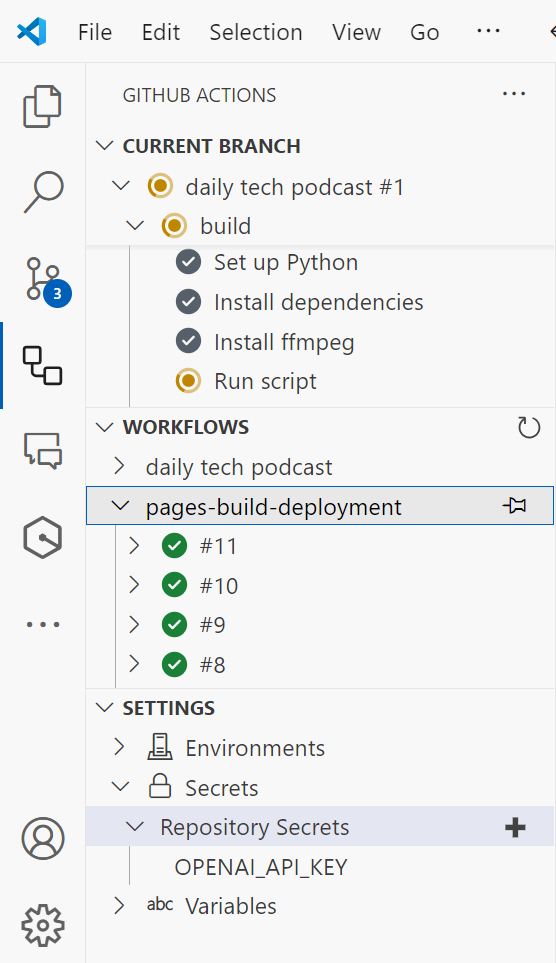 File Edit Selection View Go ...
GITHUB ACTIONS ...
CURRENT BRANCH
daily tech podcast #1
build
Set up Python
Install dependencies
Install ffmpeg
Run script
3
WORKFLOWS
daily tech podcast
pages-build-deployment
#11
#10
#9
#8
SETTINGS
Environments
Secrets
Repository Secrets
OPENAI_API_KEY
abc Variables